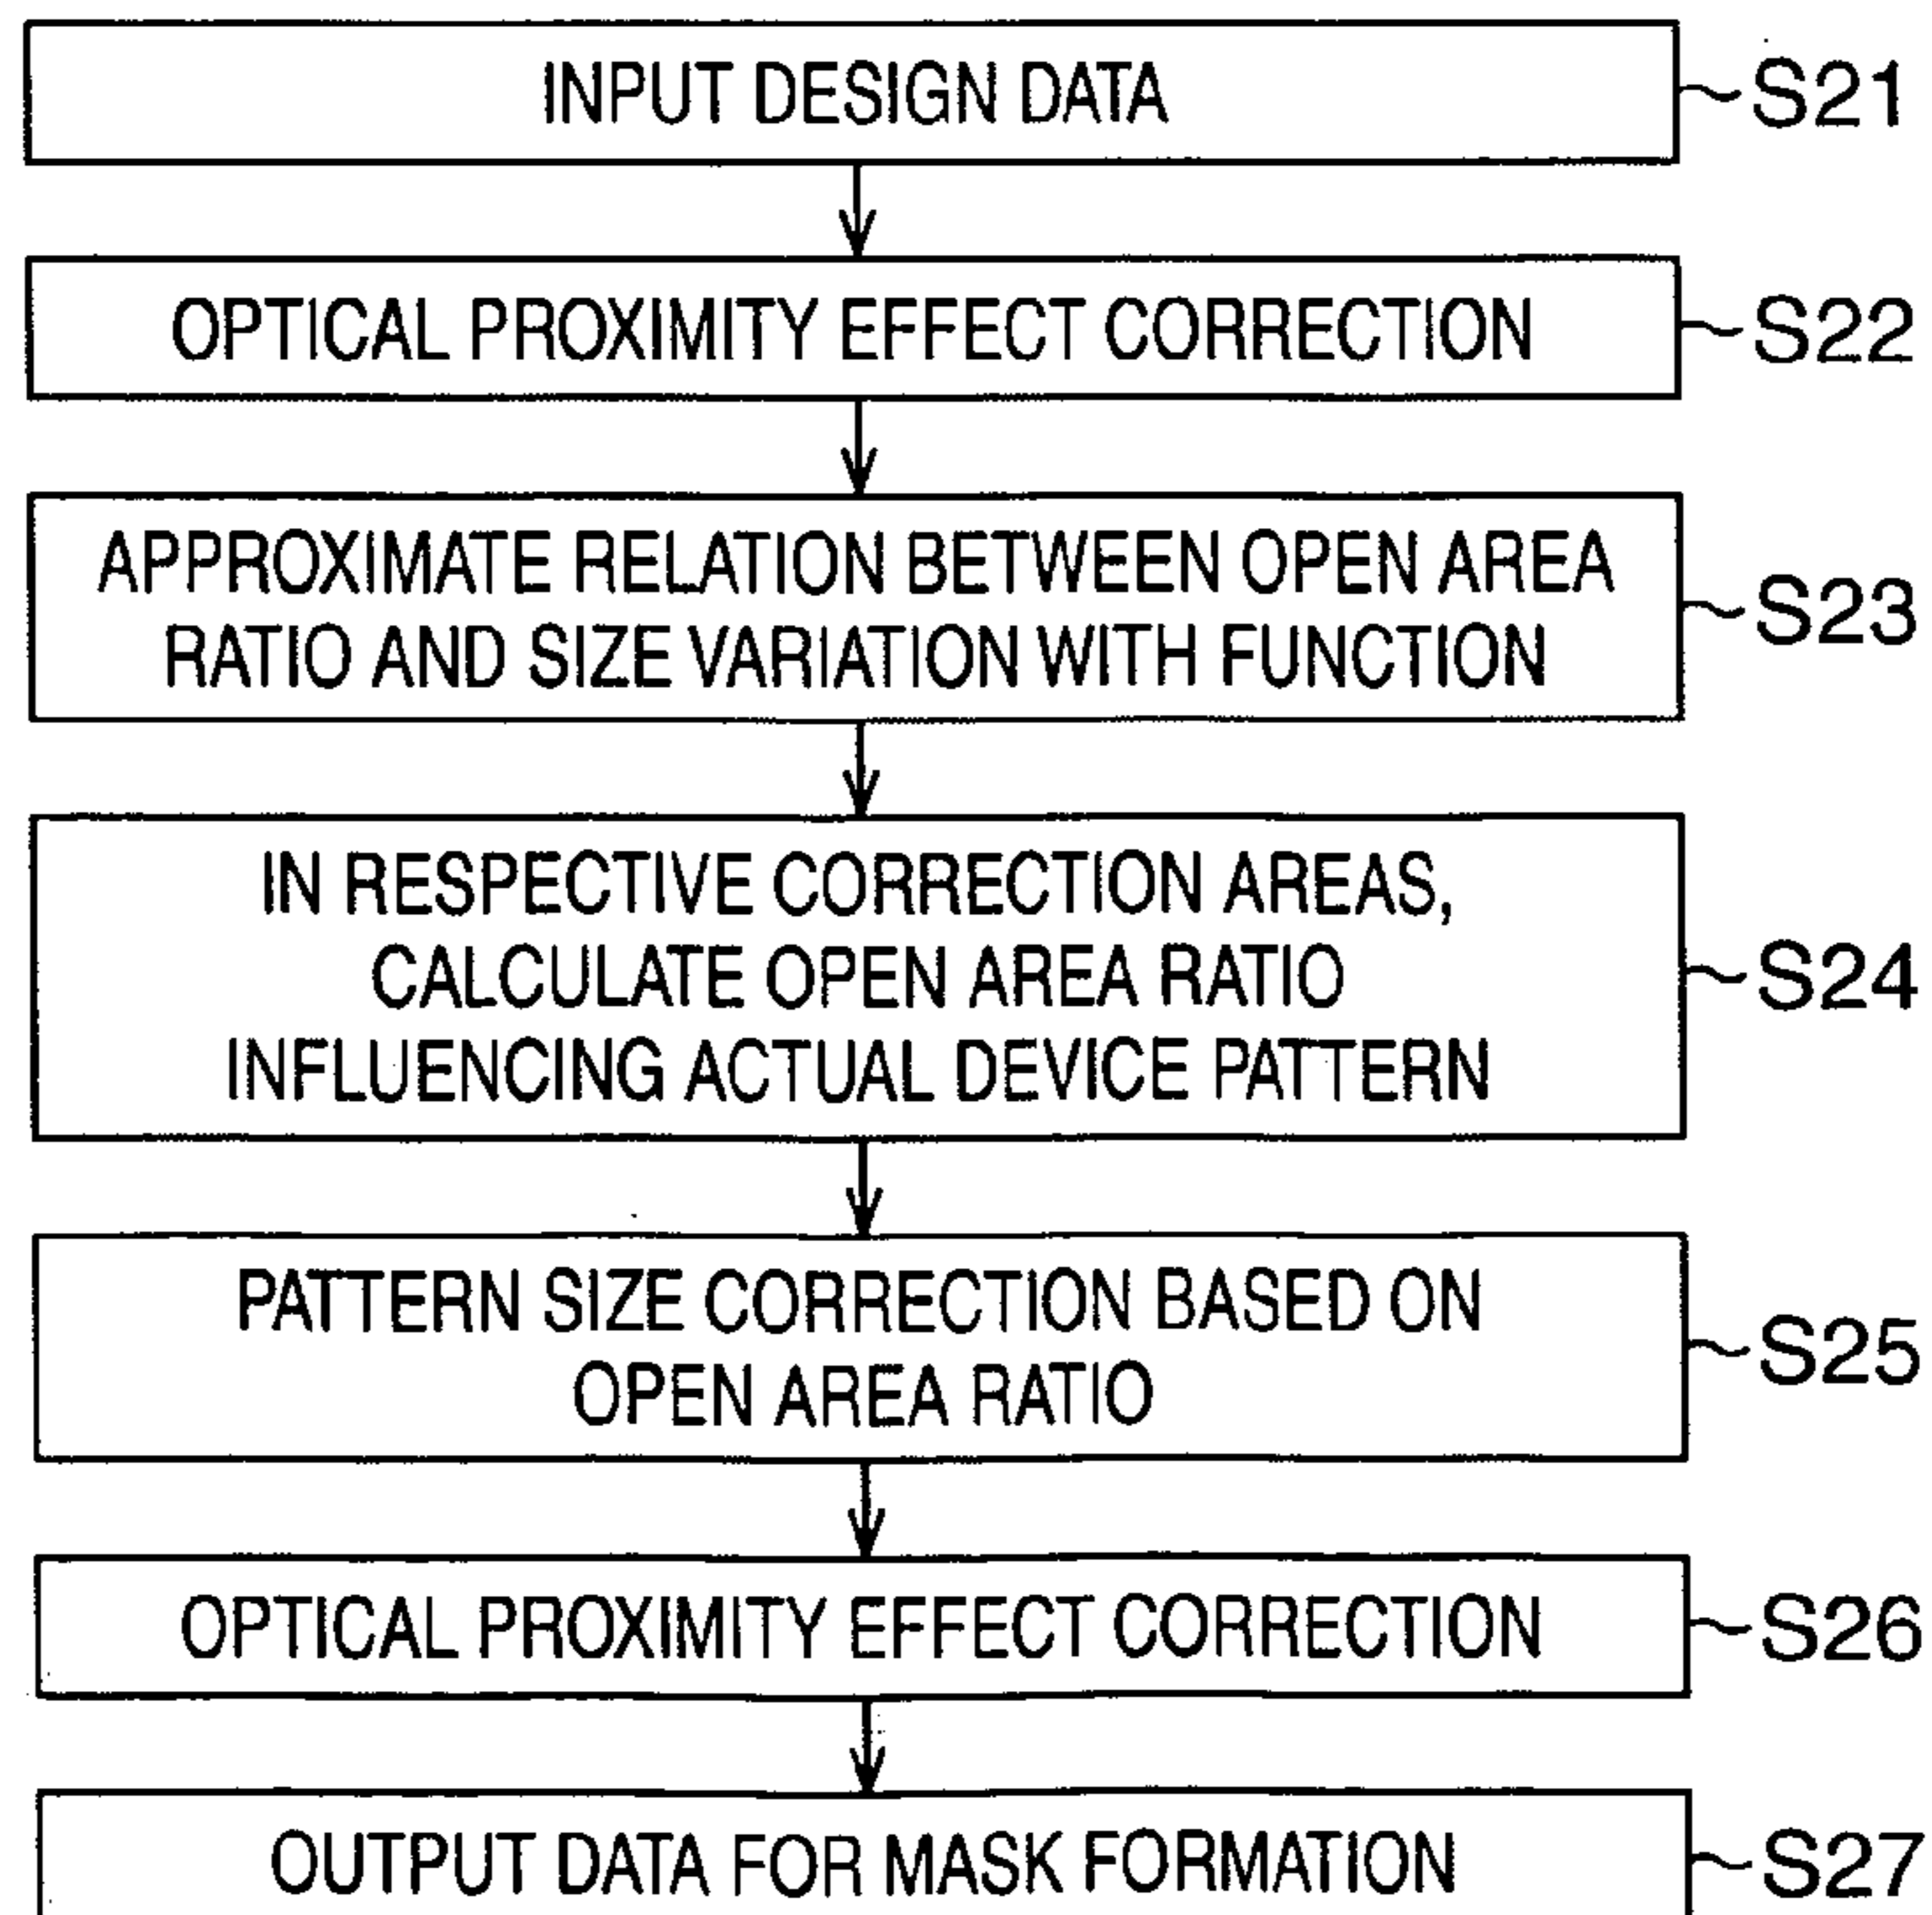 INPUT DESIGN DATA
S21
OPTICAL PROXIMITY EFFECT CORRECTION
S22
APPROXIMATE RELATION BETWEEN OPEN AREA
RATIO AND SIZE VARIATION WITH FUNCTION
S23
IN RESPECTIVE CORRECTION AREAS,
CALCULATE OPEN AREA RATIO
INFLUENCING ACTUAL DEVICE PATTERN
S24
PATTERN SIZE CORRECTION BASED ON
OPEN AREA RATIO
S25
OPTICAL PROXIMITY EFFECT CORRECTION
S26
OUTPUT DATA FOR MASK FORMATION
S27